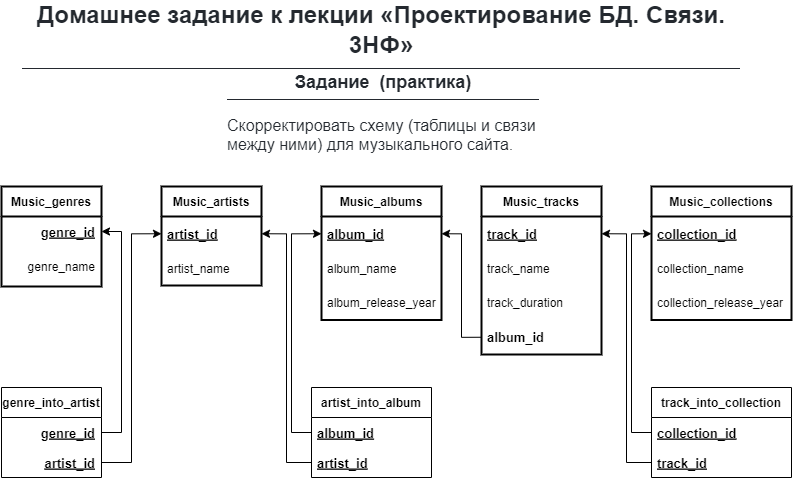 Домашнее задание к лекции «Проектирование БД. Связи.
3НФ»
Задание (практика)
Скорректировать схему (таблицы и связи
между ними) для музыкального сайта.
Music_genres
genre_id
genre_name
Music_artists
artist_id
artist_name
Music_albums
album_id
album_name
album_release_year
Music_tracks
track_id
track_name
track_duration
album_id
Music_collections
collection_id
collection_name
collection_release_year
genre_into_artist
genre_id
artist_id
artist_into_album
album_id
artist_id
track_into_collection
collection_id
track_id